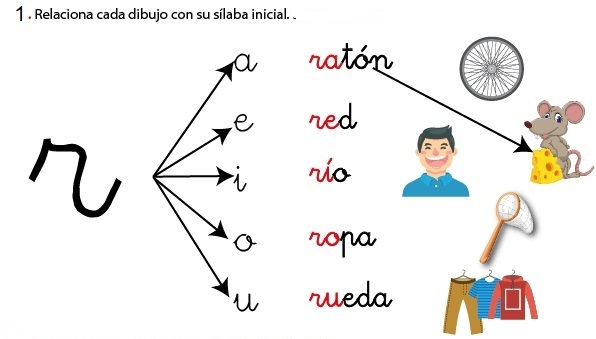 1. Relaciona cada dibujo con su sílaba inicial. .
a ratón
e red
r i río
o ropa
u rueda